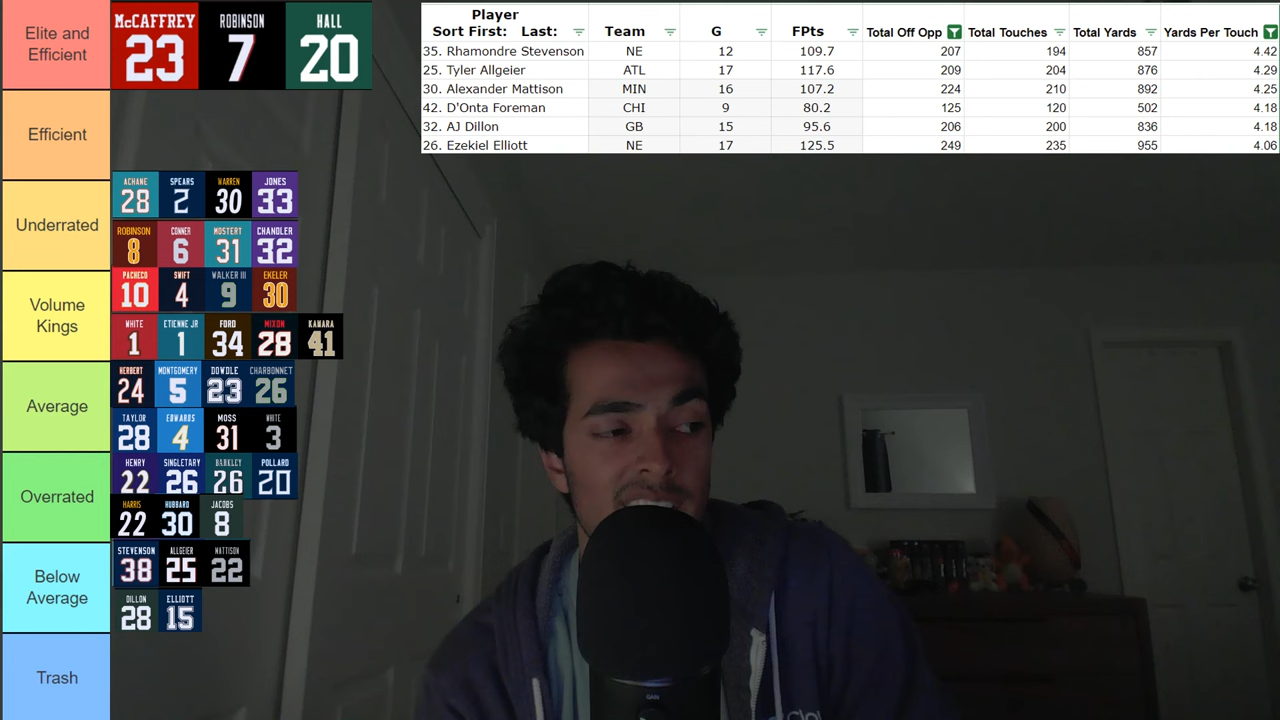 Elite and
Efficient
McCAFFREY
23
ROBINSON
7
HALL
20
Efficient
Underrated
ACHANE
28
SPEARS
2
WARREN
30
JONES
33
ROBINSON
8
CONNER
6
MOSTERT
31
CHANDLER
32
Volume
Kings
PACHECO
10
SWIFT
4
WALKER III
9
EKELER
30
WHITE
1
ETIENNE JR
1
FORD
34
MIXON
28
KAMARA
41
Average
HERBERT
24
MONTGOMERY
5
DOWDLE
23
CHARBONNET
26
TAYLOR
28
EDWARDS
4
MOSS
31
WHITE
3
Overrated
HENRY
22
SINGLETARY
26
BARKLEY
26
POLLARD
20
HARRIS
22
HUBBARD
30
JACOBS
8
Below
Average
STEVENSON
38
ALLGEIER
25
MATTISON
22
DILLON
28
ELLIOTT
15
Trash
Player
Sort First: Last: Team G FPts Total Off Opp Total Touches Total Yards Yards Per Touch
35. Rhamondre Stevenson NE 12 109.7 207 194 857 4.42
25. Tyler Allgeier ATL 17 117.6 209 204 876 4.29
30. Alexander Mattison MIN 16 107.2 224 210 892 4.25
42. D'Onta Foreman CHI 9 80.2 125 120 502 4.18
32. AJ Dillon GB 15 95.6 206 200 836 4.18
26. Ezekiel Elliott NE 17 125.5 249 235 955 4.06
GAIN